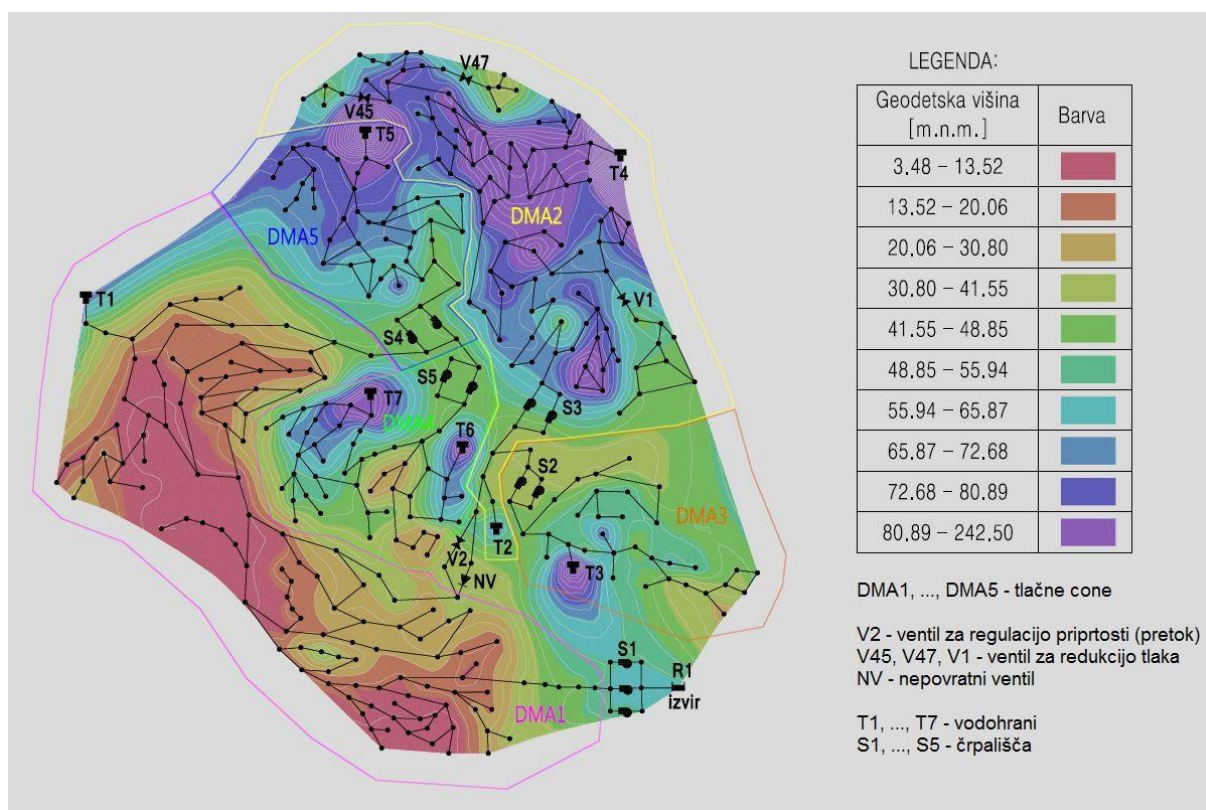 V47
V45
T5
T4
DMA2
DMA5
T1
V1
S4
S5
T7
DMA4
S3
T6
S2
DMA3
T2
V2
T3
NV
S1
R1
izvir
DMA1
LEGENDA:
Geodetska višina
[m.n.m.]
Barva
3.48 – 13.52
13.52 – 20.06
20.06 – 30.80
30.80 – 41.55
41.55 – 48.85
48.85 – 55.94
55.94 – 65.87
65.87 – 72.68
72.68 – 80.89
80.89 – 242.50
DMA1, ..., DMA5 - tlačne cone
V2 - ventil za regulacijo priprtosti (pretok)
V45, V47, V1 - ventil za redukcijo tlaka
NV - nepovratni ventil
T1, ..., T7 - vodohrani
S1, ..., S5 - črpališča